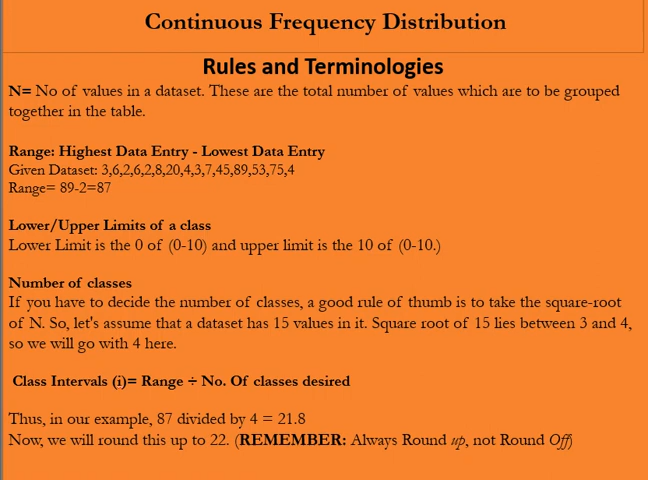 Continuous Frequency Distribution
Rules and Terminologies
N= No of values in a dataset. These are the total number of values which are to be grouped
together in the table.
Range: Highest Data Entry - Lowest Data Entry
Given Dataset: 3,6,2,6,2,8,20,4,3,7,45,89,53,75,4
Range= 89-2=87
Lower/Upper Limits of a class
Lower Limit is the 0 of (0-10) and upper limit is the 10 of (0-10.)
Number of classes
If you have to decide the number of classes, a good rule of thumb is to take the square-root
of N. So, let's assume that a dataset has 15 values in it. Square root of 15 lies between 3 and 4,
so we will go with 4 here.
Class Intervals (i)= Range ÷ No. Of classes desired
Thus, in our example, 87 divided by 4 = 21.8
Now, we will round this up to 22. (REMEMBER: Always Round up, not Round Off)